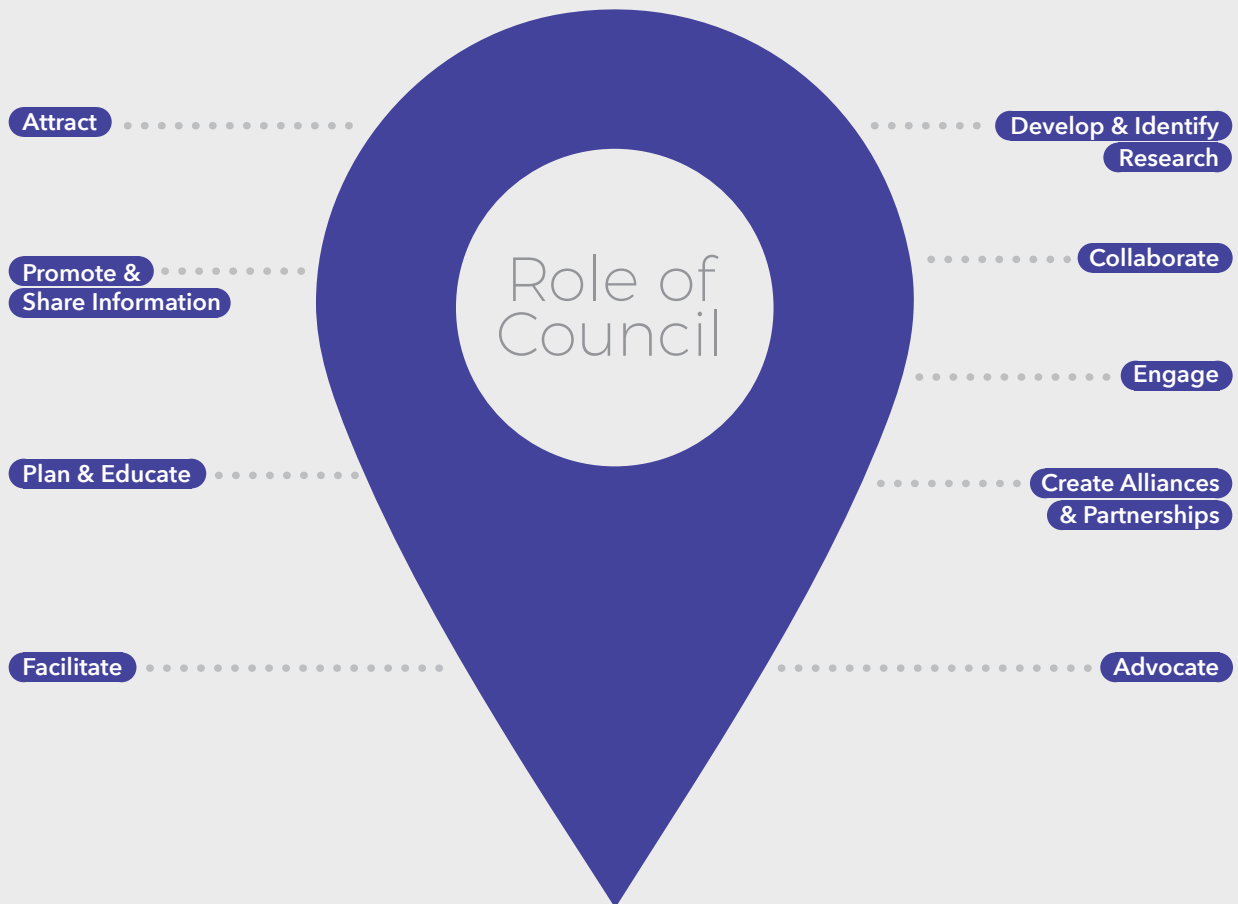 Attract
Promote &
Share Information
Plan & Educate
Facilitate
Role of
Council
Develop & Identify
Research
Collaborate
Engage
Create Alliances
& Partnerships
Advocate